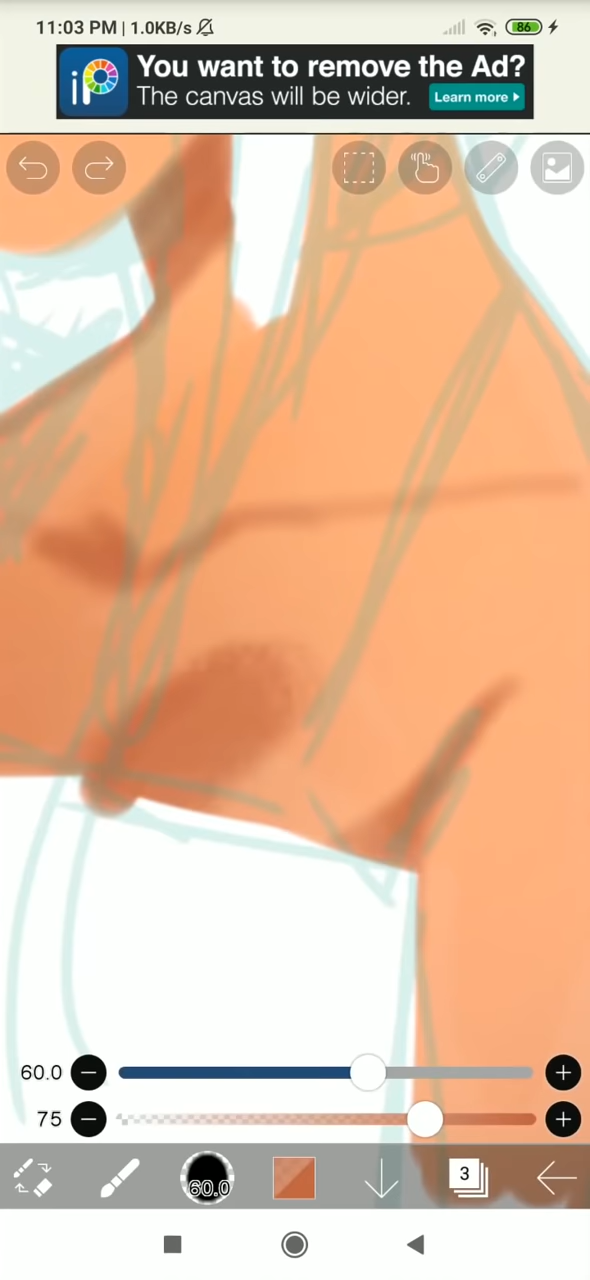 11:03 PM | 1.0KB/s
86
iP
You want to remove the Ad?
The canvas will be wider.
Learn more
60.0
75
60.0
3